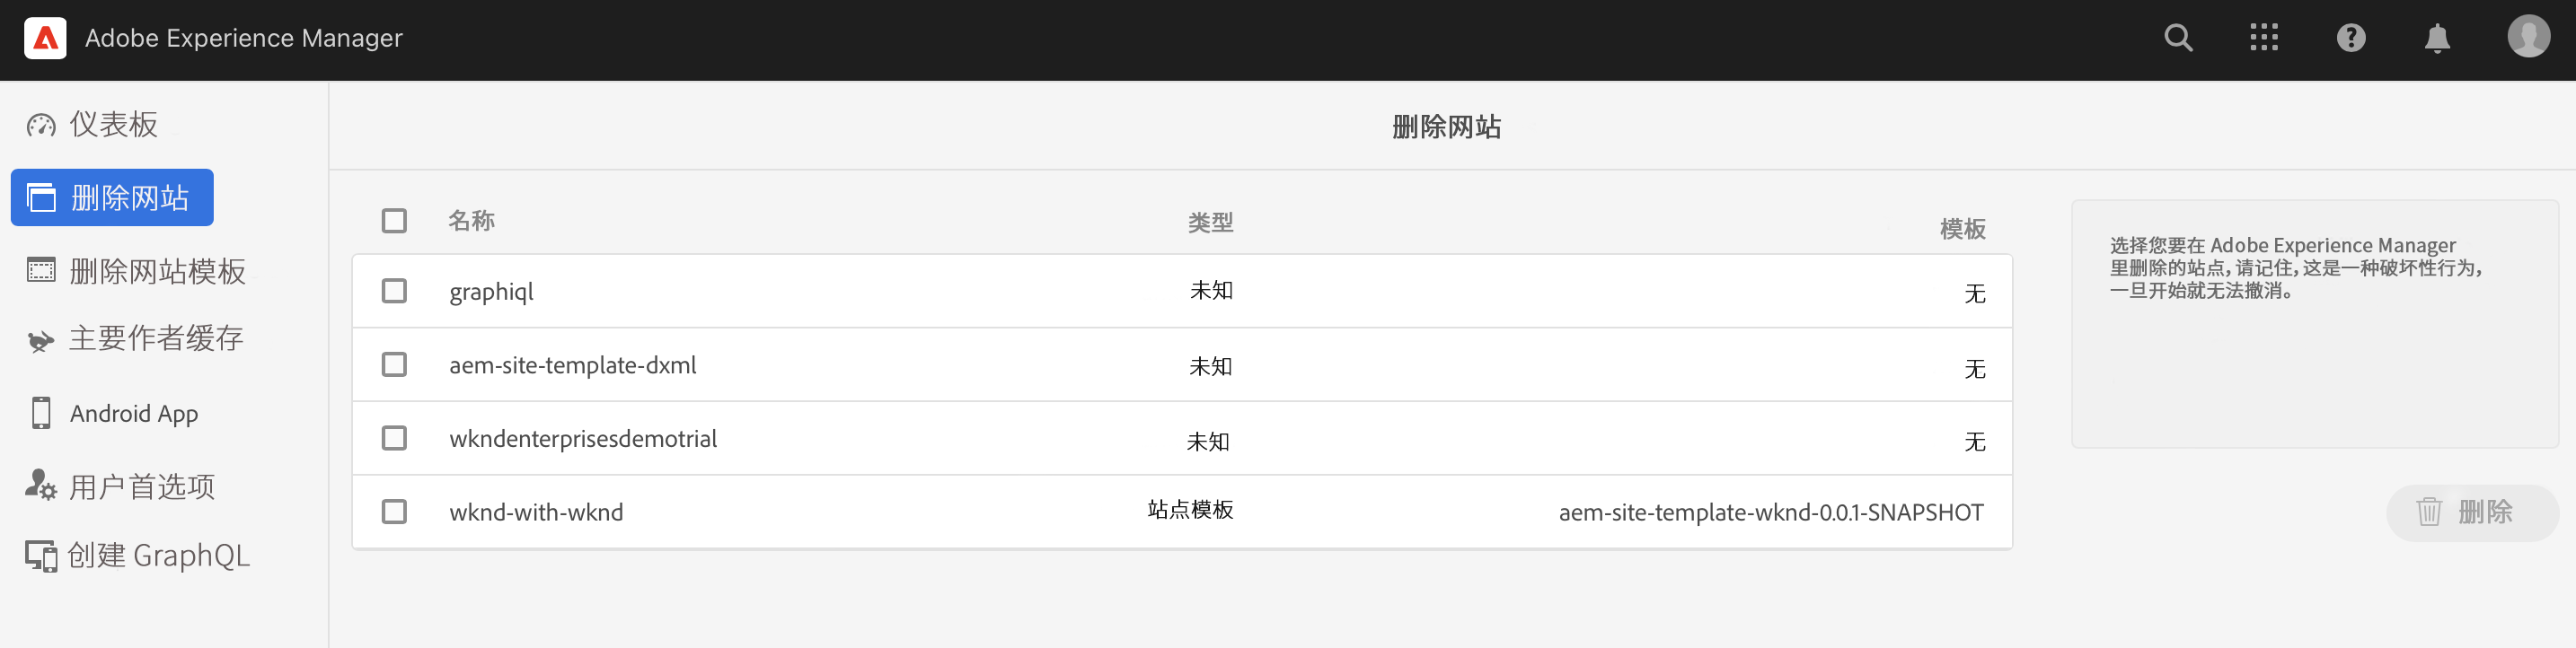 Adobe Experience Manager
仪表板
删除网站
删除网站模板
主要作者缓存
Android App
用户首选项
创建 GraphQL
删除网站
名称 类型 模板
graphiql 未知 无
aem-site-template-dxml 未知 无
wkndenterprisesdemotrial 未知 无
wknd-with-wknd 站点模板 aem-site-template-wknd-0.0.1-SNAPSHOT
选择您要在 Adobe Experience Manager
里删除的站点，请记住，这是一种破坏性行为，
一旦开始就无法撤消。
删除